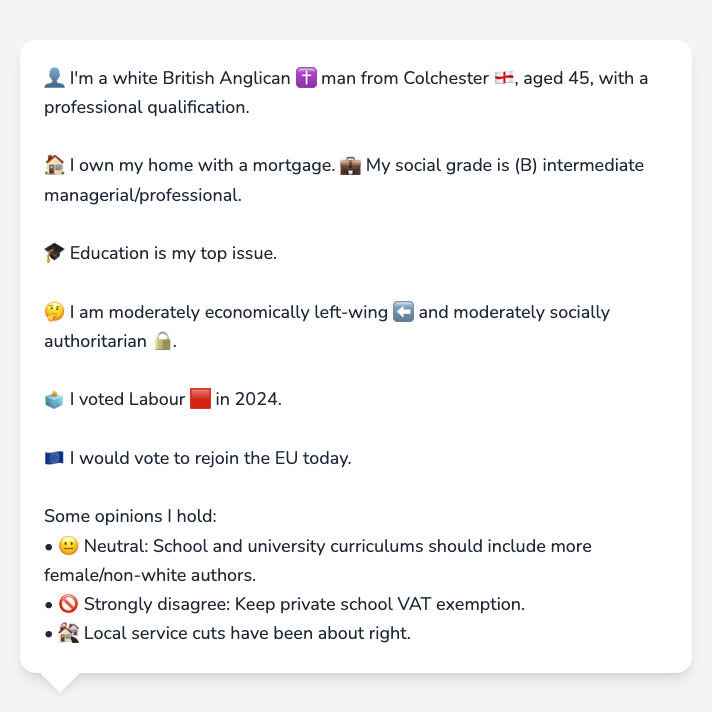 👤 I'm a white British Anglican ✝️ man from Colchester 🏴󠁧󠁢󠁥󠁮󠁧󠁿, aged 45, with a
professional qualification.
🏠 I own my home with a mortgage. 💼 My social grade is (B) intermediate
managerial/professional.
🎓 Education is my top issue.
🤔 I am moderately economically left-wing ⬅️ and moderately socially
authoritarian 🔒.
🗳️ I voted Labour 🟥 in 2024.
🇪🇺 I would vote to rejoin the EU today.
Some opinions I hold:
• 😐 Neutral: School and university curriculums should include more
female/non-white authors.
• 🚫 Strongly disagree: Keep private school VAT exemption.
• 🏘️ Local service cuts have been about right.